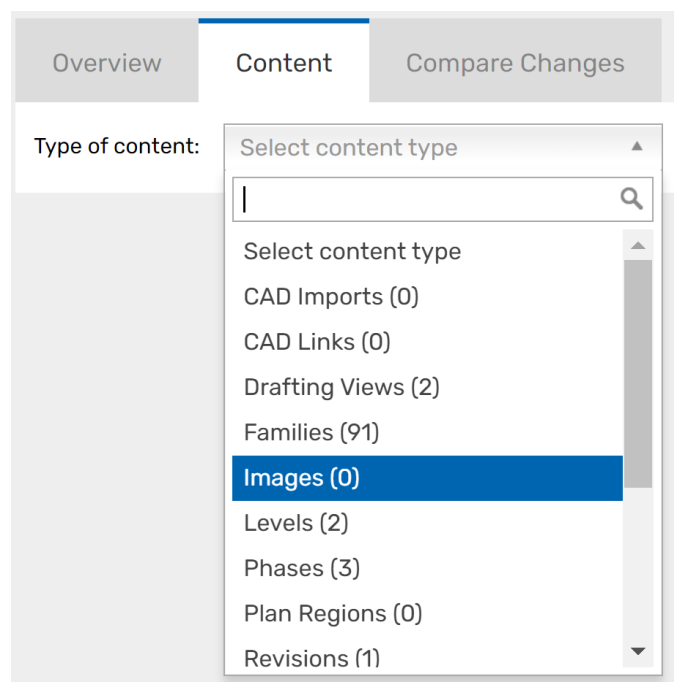 Overview Content Compare Changes
Type of content: Select content type
Select content type
CAD Imports (0)
CAD Links (0)
Drafting Views (2)
Families (91)
Images (0)
Levels (2)
Phases (3)
Plan Regions (0)
Revisions (1)